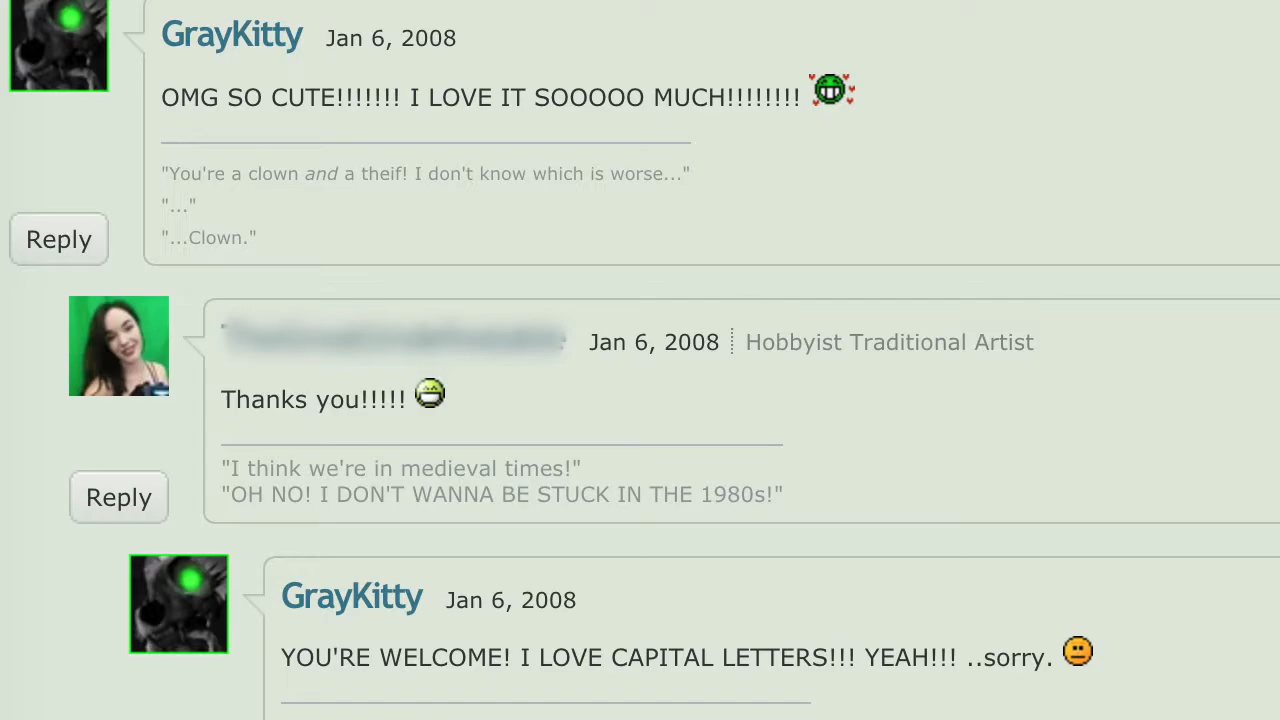 GrayKitty Jan 6, 2008
OMG SO CUTE!!!!!!! I LOVE IT SOOOOO MUCH!!!!!!!!
"You're a clown and a theif! I don't know which is worse..."
"..."
"...Clown."
Reply
Jan 6, 2008 Hobbyist Traditional Artist
Thanks you!!!!!
"I think we're in medieval times!"
"OH NO! I DON'T WANNA BE STUCK IN THE 1980s!"
Reply
GrayKitty Jan 6, 2008
YOU'RE WELCOME! I LOVE CAPITAL LETTERS!!! YEAH!!! ..sorry.